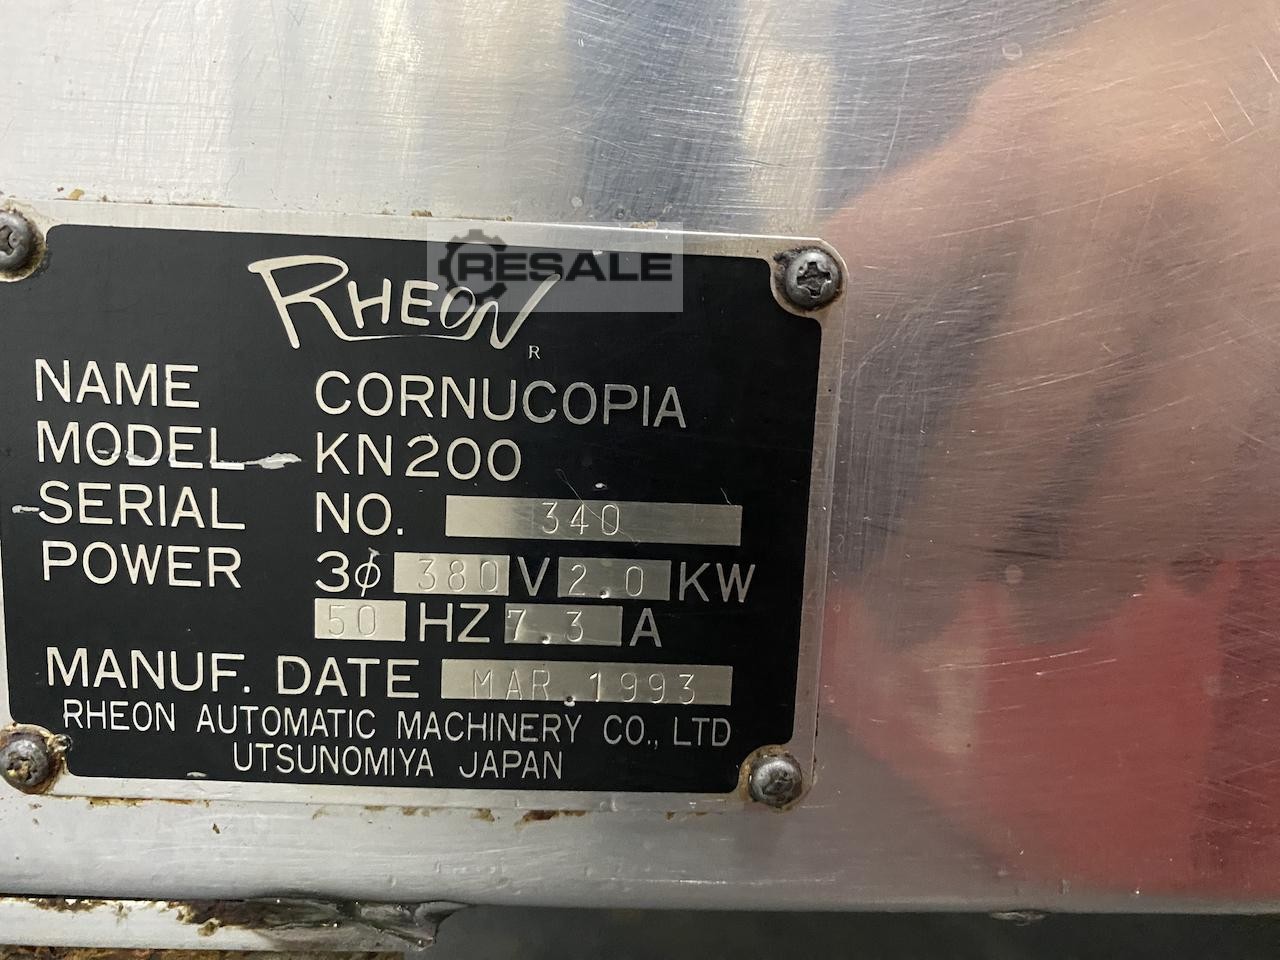 RESALE
RHEON
R
NAME CORNUCOPIA
MODEL KN200
SERIAL NO. 340
POWER 3φ 380 V 2.0 KW
50 HZ 7.3 A
MANUF. DATE MAR.1993
RHEON AUTOMATIC MACHINERY CO., LTD
UTSUNOMIYA JAPAN